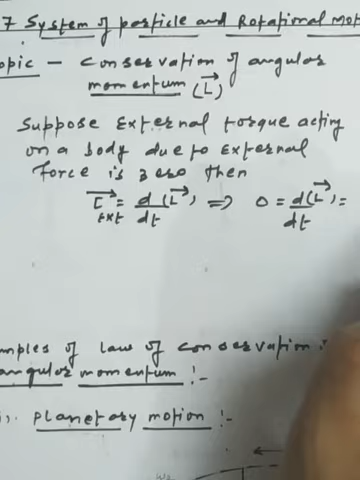 7 System of particle and Rotational Mot
opic - Conservation of angular
momentum (L⃗)
Suppose External torque acting
on a body due to External
Force is zero then
τ⃗ext = d/dt (L⃗) ⇒ 0 = d(L⃗)/dt =
mples of Law of Conservation
angular momentum :-
Planetary motion :-